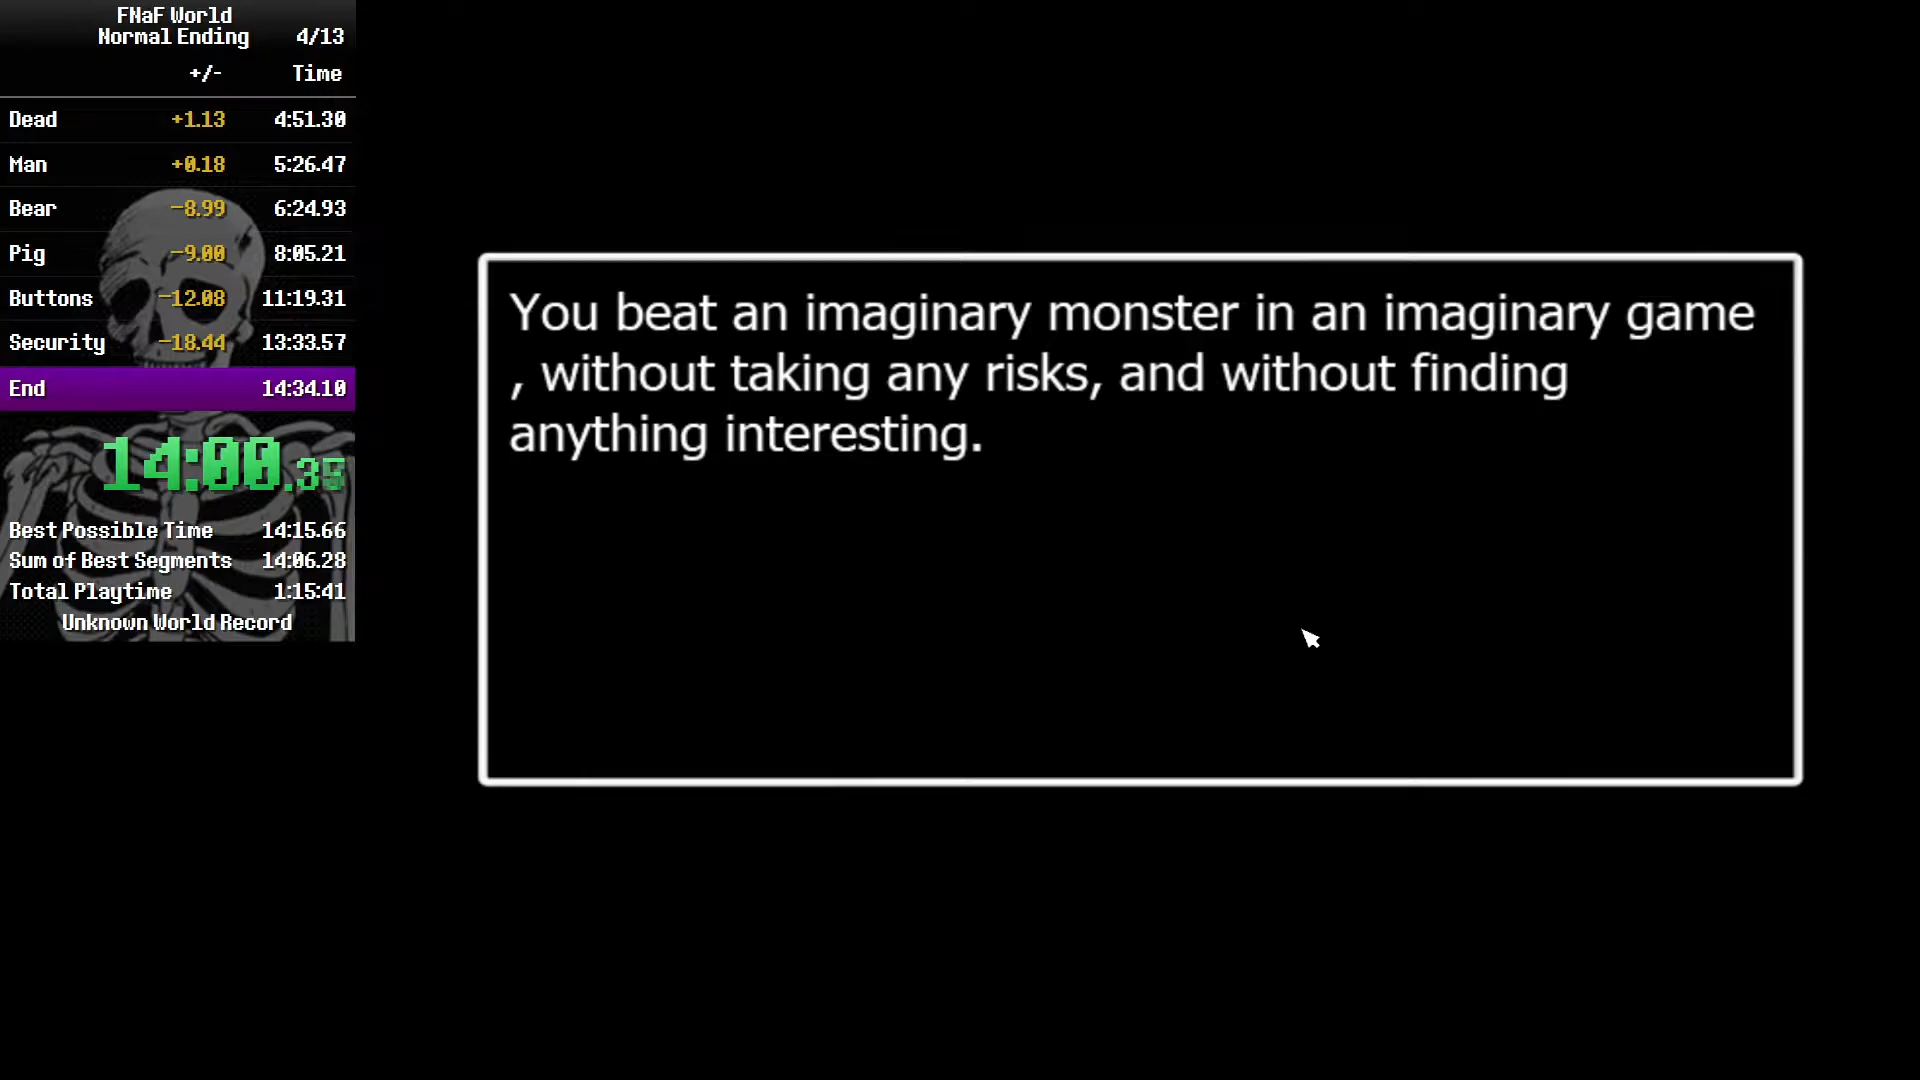 FNaF World
Normal Ending 4/13
+/- Time
Dead +1.13 4:51.30
Man +0.18 5:26.47
Bear −8.99 6:24.93
Pig −9.00 8:05.21
Buttons −12.08 11:19.31
Security −18.44 13:33.57
End 14:34.10
14:00.35
Best Possible Time 14:15.66
Sum of Best Segments 14:06.28
Total Playtime 1:15:41
Unknown World Record
You beat an imaginary monster in an imaginary game
, without taking any risks, and without finding
anything interesting.